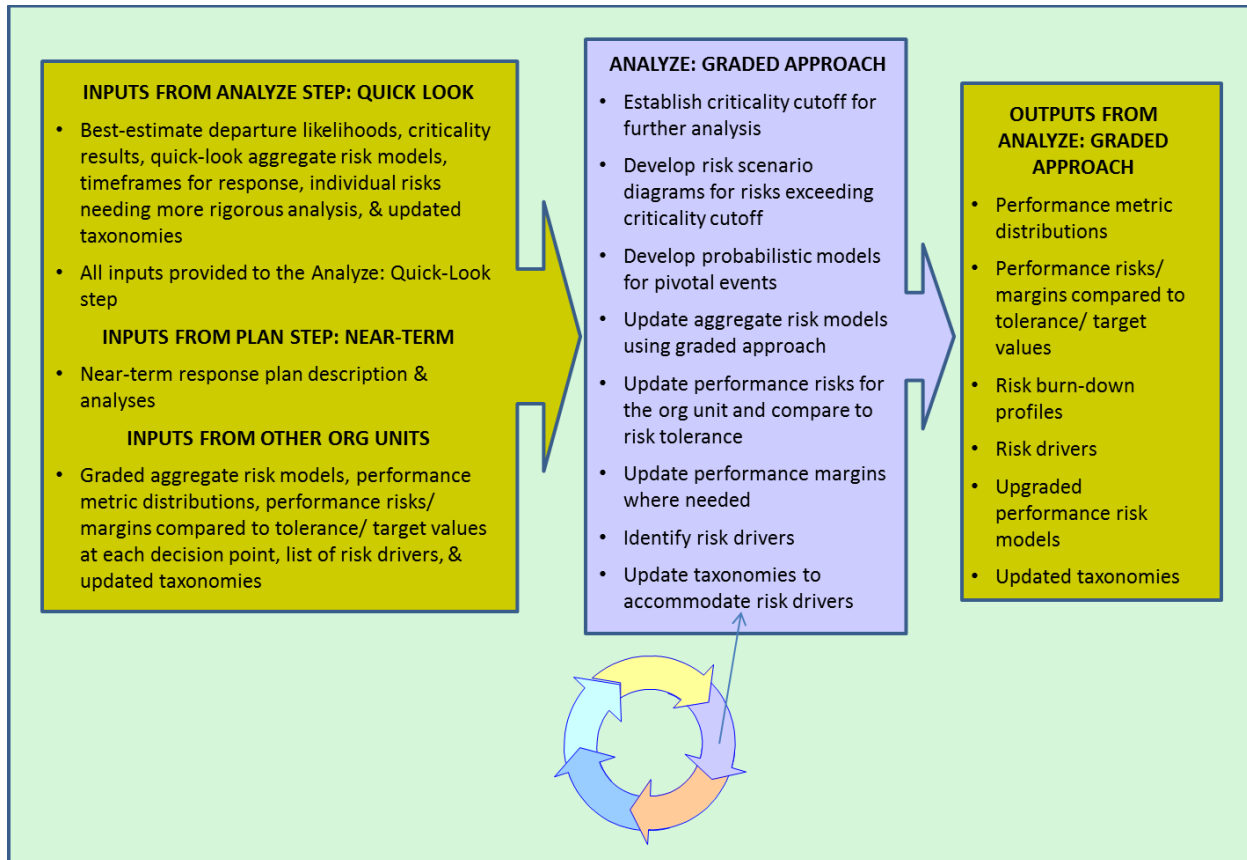 INPUTS FROM ANALYZE STEP: QUICK LOOK
• Best-estimate departure likelihoods, criticality
results, quick-look aggregate risk models,
timeframes for response, individual risks
needing more rigorous analysis, & updated
taxonomies
• All inputs provided to the Analyze: Quick-Look
step
INPUTS FROM PLAN STEP: NEAR-TERM
• Near-term response plan description &
analyses
INPUTS FROM OTHER ORG UNITS
• Graded aggregate risk models, performance
metric distributions, performance risks/
margins compared to tolerance/ target values
at each decision point, list of risk drivers, &
updated taxonomies
ANALYZE: GRADED APPROACH
• Establish criticality cutoff for
further analysis
• Develop risk scenario
diagrams for risks exceeding
criticality cutoff
• Develop probabilistic models
for pivotal events
• Update aggregate risk models
using graded approach
• Update performance risks for
the org unit and compare to
risk tolerance
• Update performance margins
where needed
• Identify risk drivers
• Update taxonomies to
accommodate risk drivers
OUTPUTS FROM
ANALYZE: GRADED
APPROACH
• Performance metric
distributions
• Performance risks/
margins compared to
tolerance/ target
values
• Risk burn-down
profiles
• Risk drivers
• Upgraded
performance risk
models
• Updated taxonomies